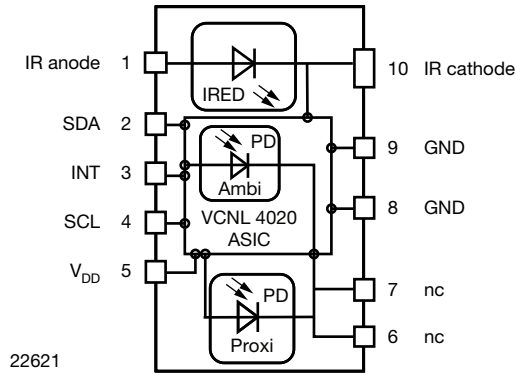 IR anode 1
10 IR cathode
IRED
SDA 2
PD
9 GND
INT 3
Ambi
SCL 4
VCNL 4020
ASIC
8 GND
VDD 5
PD
7 nc
Proxi
6 nc
22621